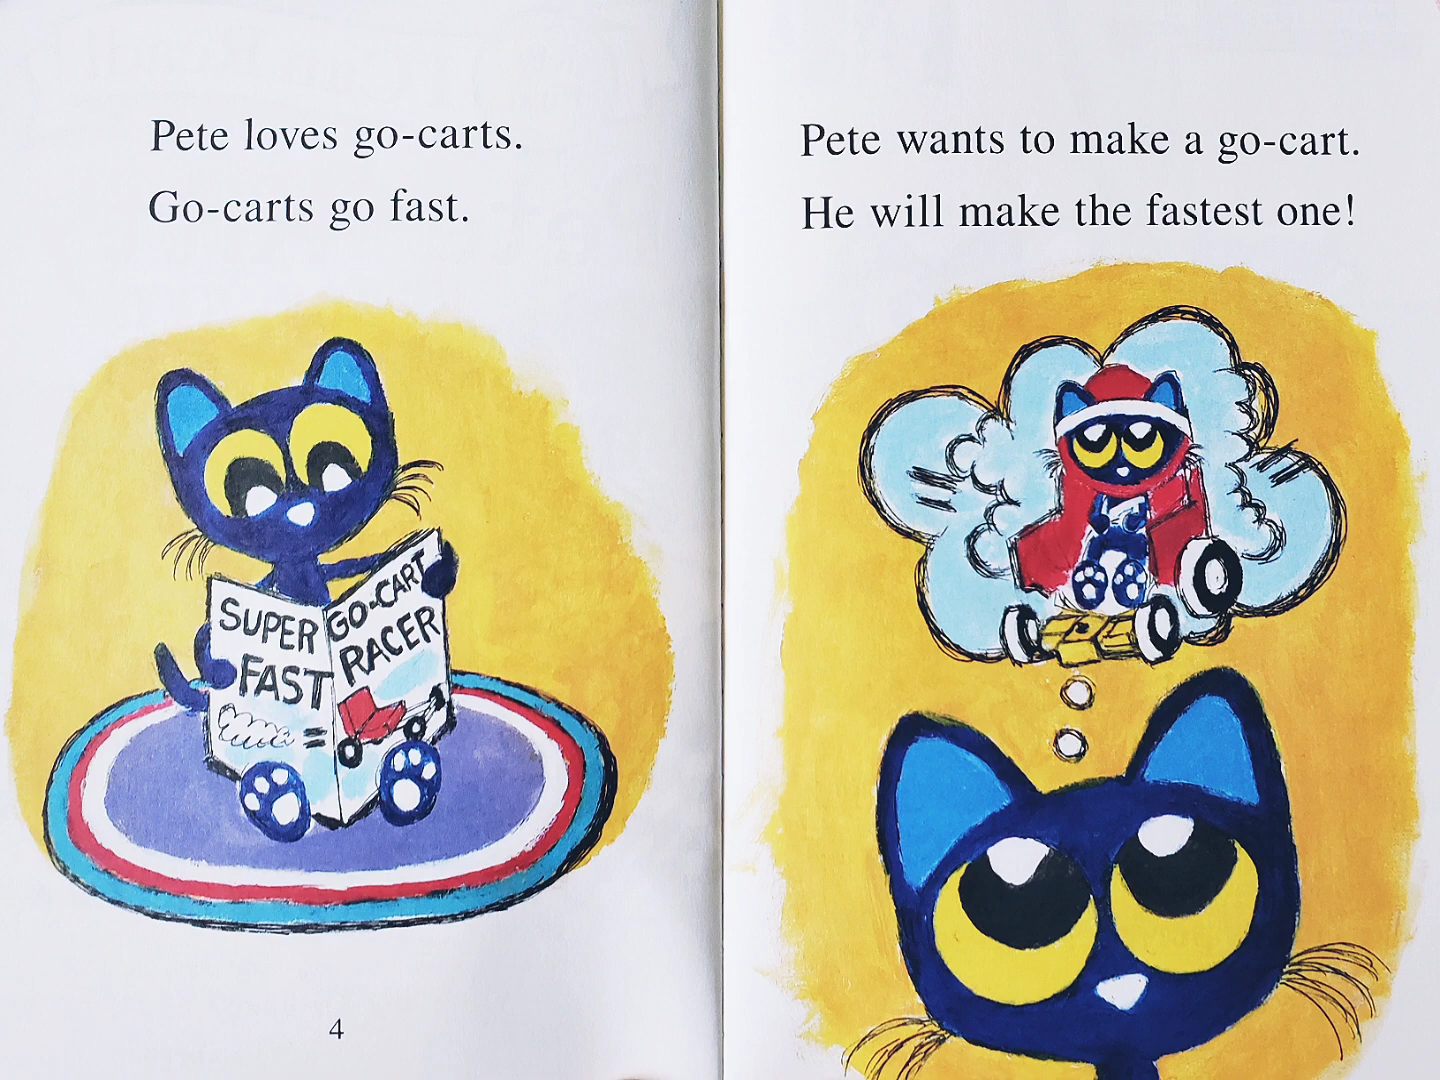 Pete loves go-carts.
Go-carts go fast.
SUPER
FAST
GO-CART
RACER
4
Pete wants to make a go-cart.
He will make the fastest one!